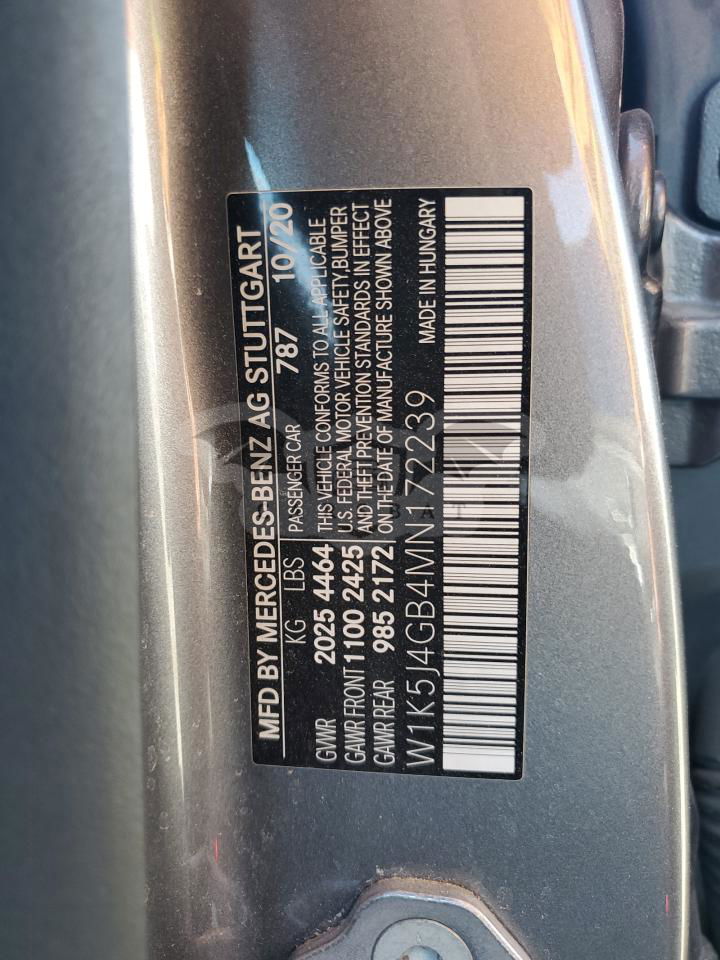 MFD BY MERCEDES-BENZ AG STUTTGART
KG LBS PASSENGER CAR 787 10/20
GVWR 2025 4464 THIS VEHICLE CONFORMS TO ALL APPLICABLE
GAWR FRONT 1100 2425 U.S. FEDERAL MOTOR VEHICLE SAFETY, BUMPER
GAWR REAR 985 2172 AND THEFT PREVENTION STANDARDS IN EFFECT
ON THE DATE OF MANUFACTURE SHOWN ABOVE
W1K5J4GB4MN172239 MADE IN HUNGARY